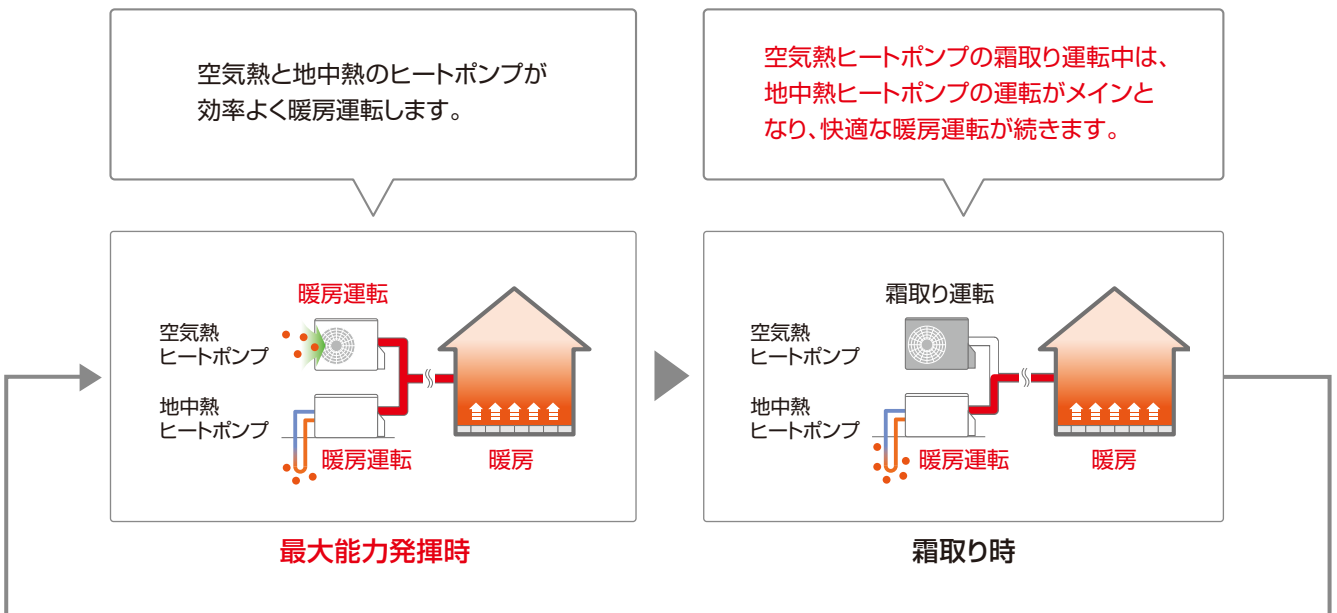 空気熱と地中熱のヒートポンプが
効率よく暖房運転します。
空気熱ヒートポンプの霜取り運転中は、
地中熱ヒートポンプの運転がメインと
なり、快適な暖房運転が続きます。
暖房運転
空気熱
ヒートポンプ
地中熱
ヒートポンプ
暖房運転
暖房
最大能力発揮時
霜取り運転
空気熱
ヒートポンプ
地中熱
ヒートポンプ
暖房運転
暖房
霜取り時